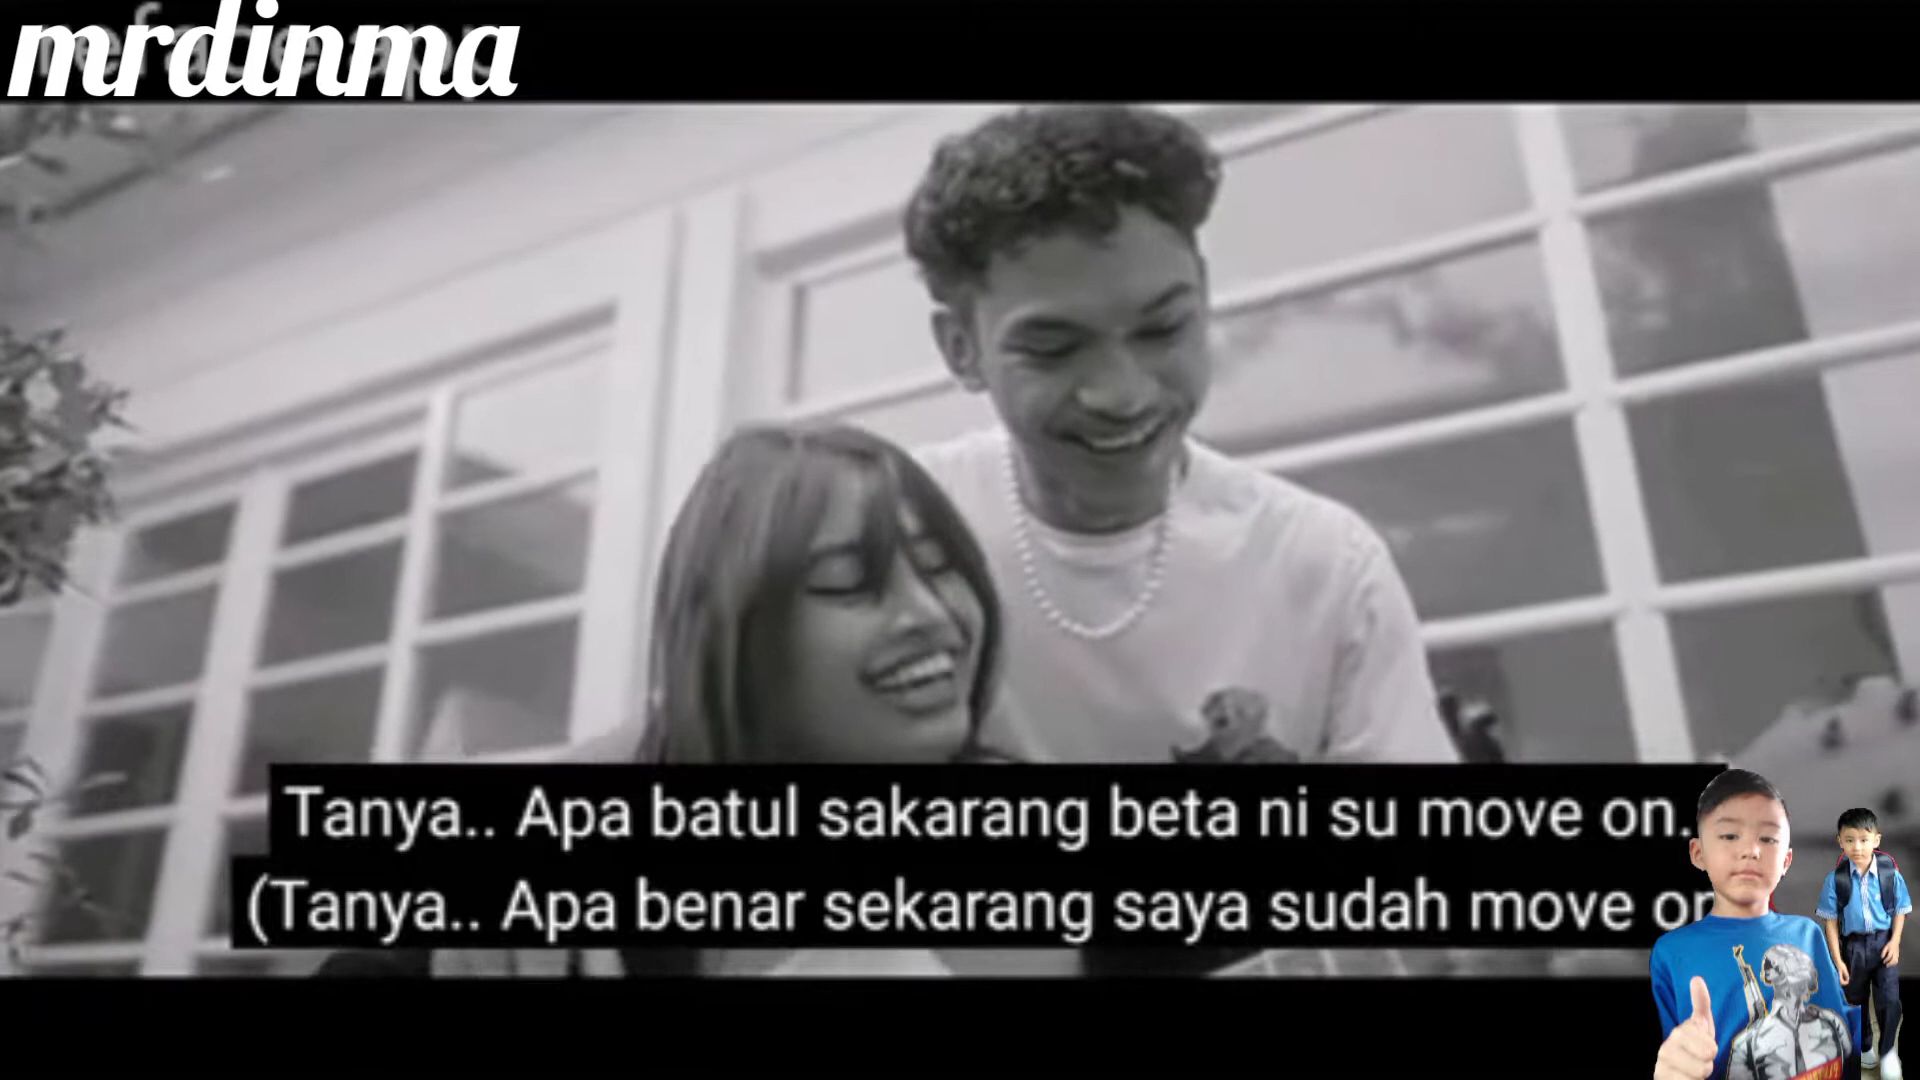 mrdinma
Tanya.. Apa batul sakarang beta ni su move on.
(Tanya.. Apa benar sekarang saya sudah move on